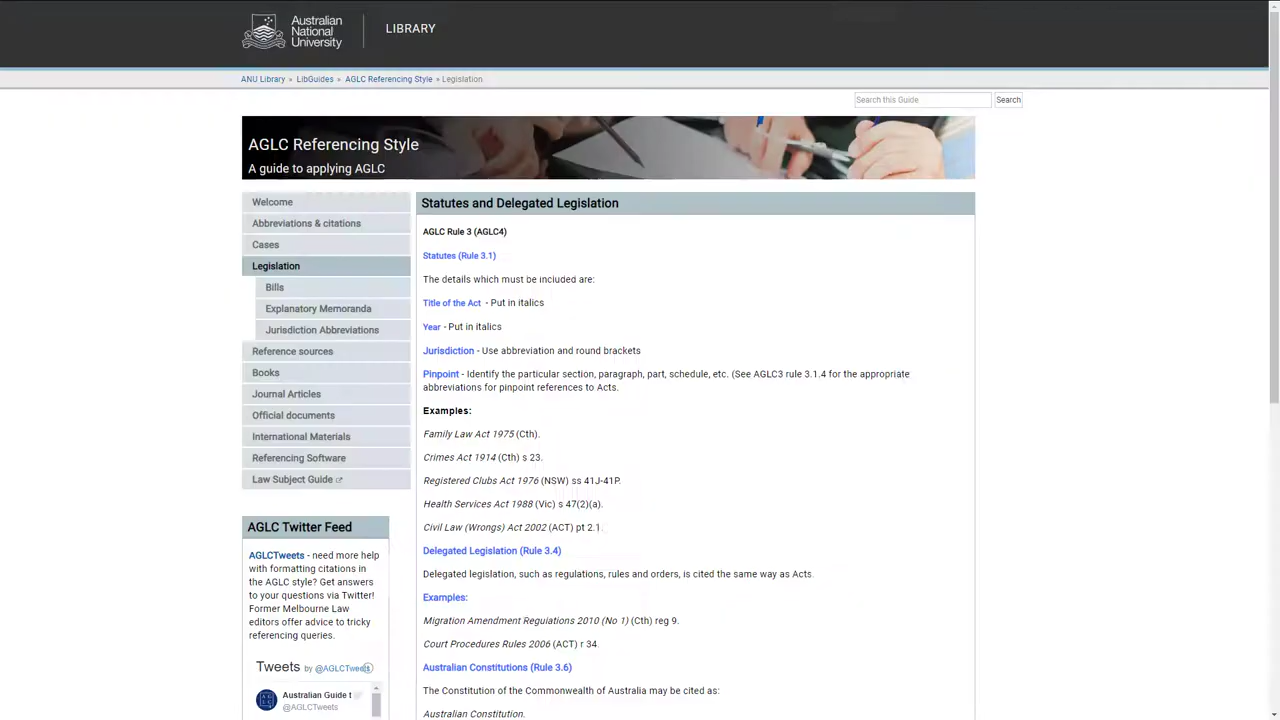 Australian
National
University
LIBRARY
ANU Library » LibGuides » AGLC Referencing Style » Legislation
Search this Guide
Search
AGLC Referencing Style
A guide to applying AGLC
Welcome
Abbreviations & citations
Cases
Legislation
Bills
Explanatory Memoranda
Jurisdiction Abbreviations
Reference sources
Books
Journal Articles
Official documents
International Materials
Referencing Software
Law Subject Guide
AGLC Twitter Feed
AGLCTweets - need more help
with formatting citations in
the AGLC style? Get answers
to your questions via Twitter!
Former Melbourne Law
editors offer advice to tricky
referencing queries.
Tweets by @AGLCTweets
Australian Guide t
@AGLCTweets
Statutes and Delegated Legislation
AGLC Rule 3 (AGLC4)
Statutes (Rule 3.1)
The details which must be included are:
Title of the Act - Put in italics
Year - Put in italics
Jurisdiction - Use abbreviation and round brackets
Pinpoint - Identify the particular section, paragraph, part, schedule, etc. (See AGLC3 rule 3.1.4 for the appropriate
abbreviations for pinpoint references to Acts.
Examples:
Family Law Act 1975 (Cth).
Crimes Act 1914 (Cth) s 23.
Registered Clubs Act 1976 (NSW) ss 41J-41P.
Health Services Act 1988 (Vic) s 47(2)(a).
Civil Law (Wrongs) Act 2002 (ACT) pt 2.1.
Delegated Legislation (Rule 3.4)
Delegated legislation, such as regulations, rules and orders, is cited the same way as Acts.
Examples:
Migration Amendment Regulations 2010 (No 1) (Cth) reg 9.
Court Procedures Rules 2006 (ACT) r 34.
Australian Constitutions (Rule 3.6)
The Constitution of the Commonwealth of Australia may be cited as:
Australian Constitution.